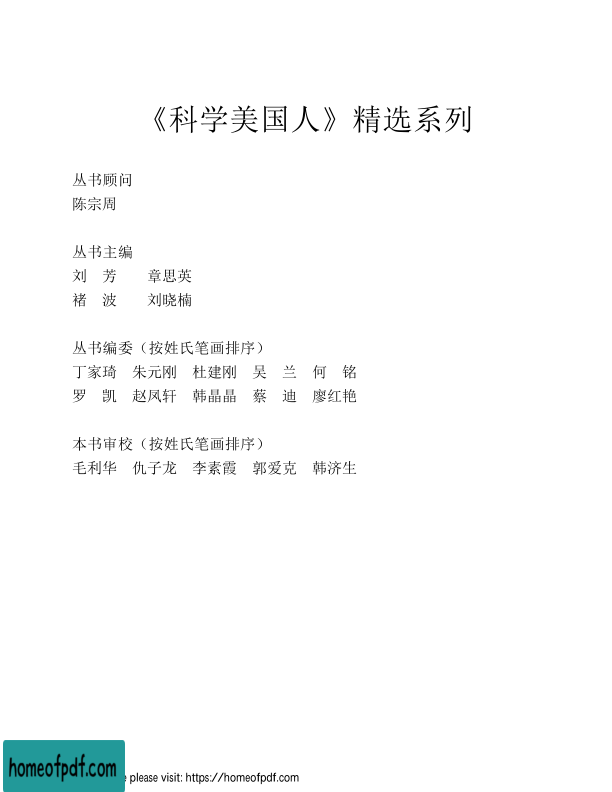 《科学美国人》精选系列
丛书顾问
陈宗周
丛书主编
刘　芳　　章思英
褚　波　　刘晓楠
丛书编委（按姓氏笔画排序）
丁家琦　朱元刚　杜建刚　吴　兰　何　铭
罗　凯　赵凤轩　韩晶晶　蔡　迪　廖红艳
本书审校（按姓氏笔画排序）
毛利华　仇子龙　李素霞　郭爱克　韩济生
homeofpdf.com
please visit: https://homeofpdf.com